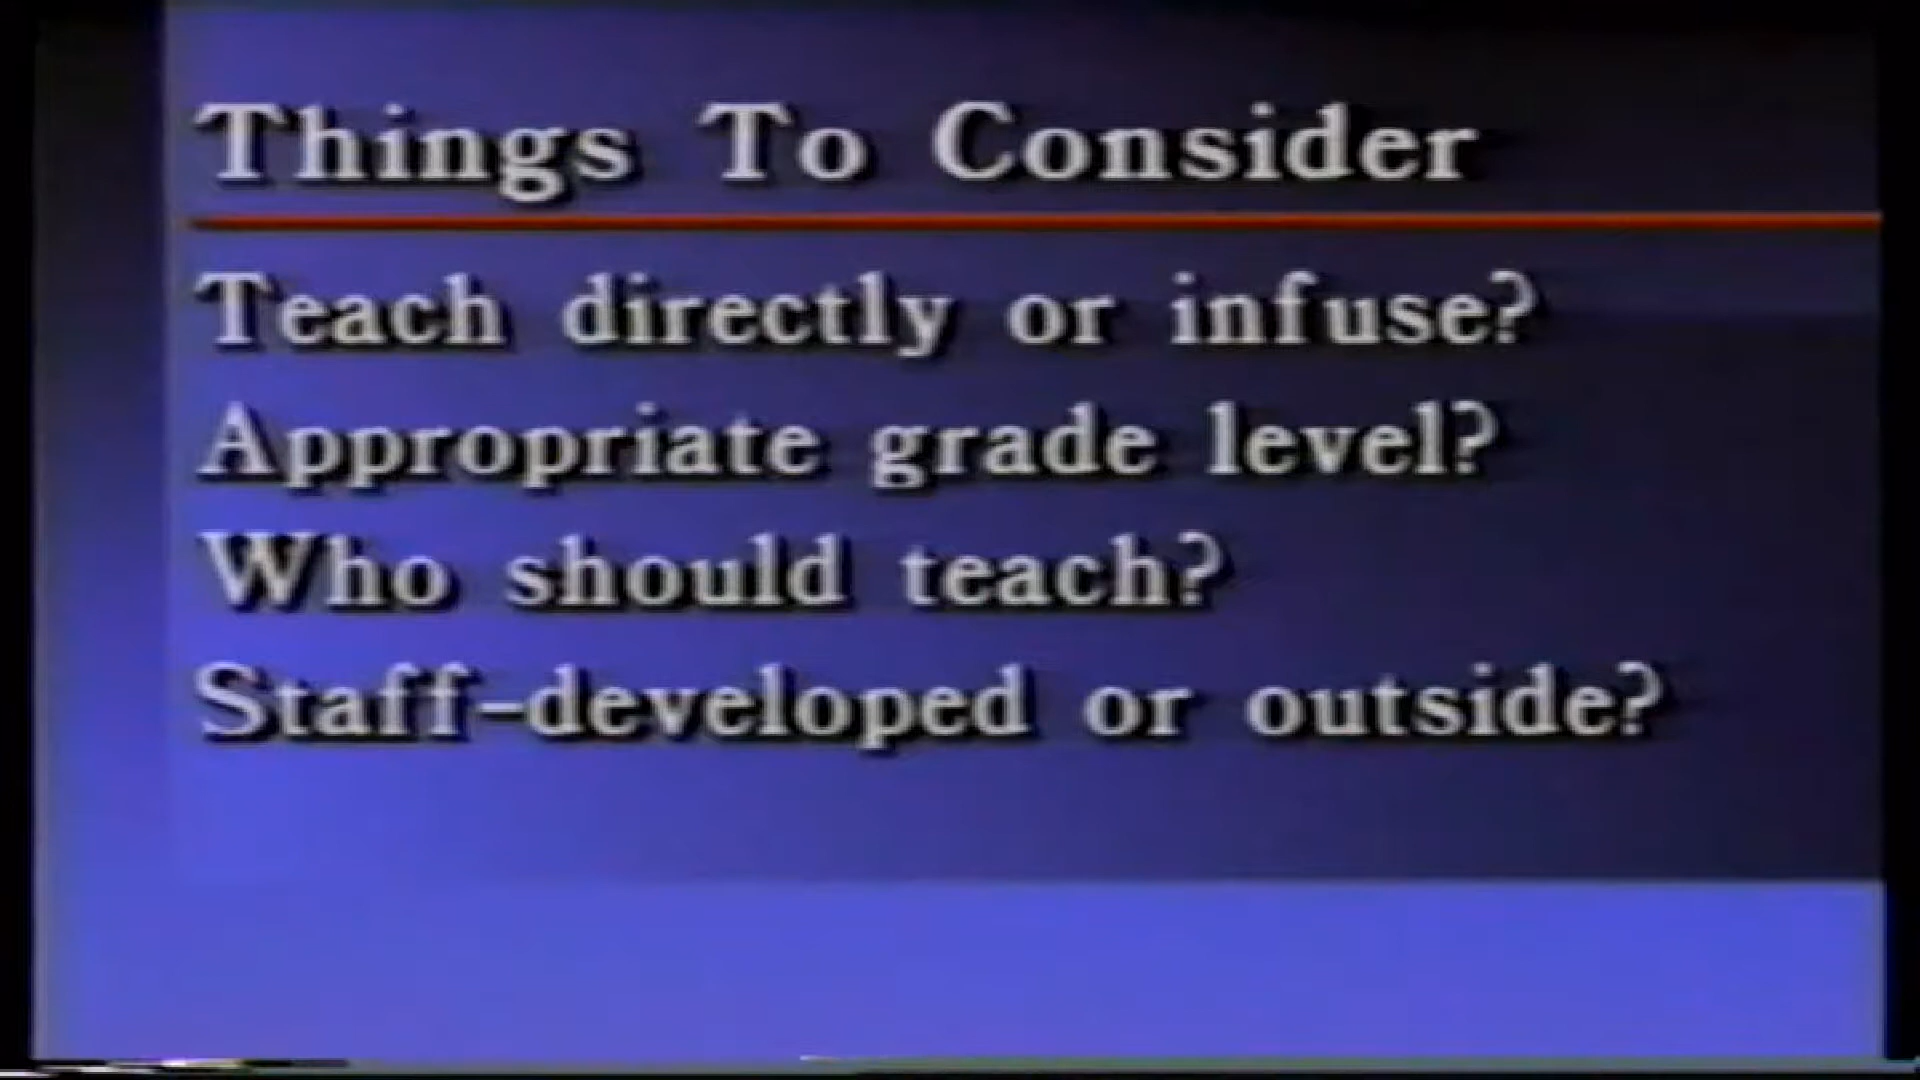 Things To Consider
Teach directly or infuse?
Appropriate grade level?
Who should teach?
Staff-developed or outside?